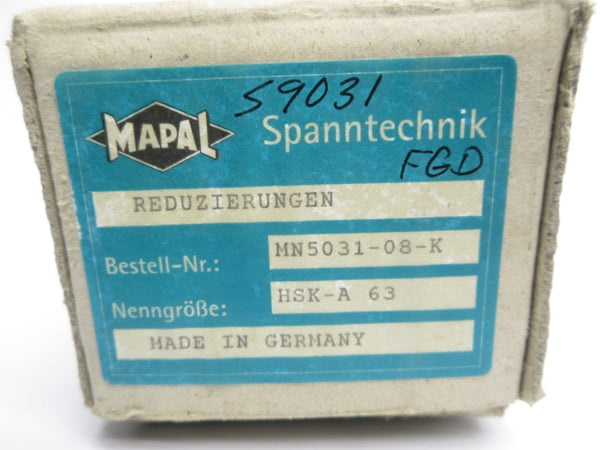 59031
MAPAL Spanntechnik
FGD
REDUZIERUNGEN
Bestell-Nr.: MN5031-08-K
Nenngröße: HSK-A 63
MADE IN GERMANY